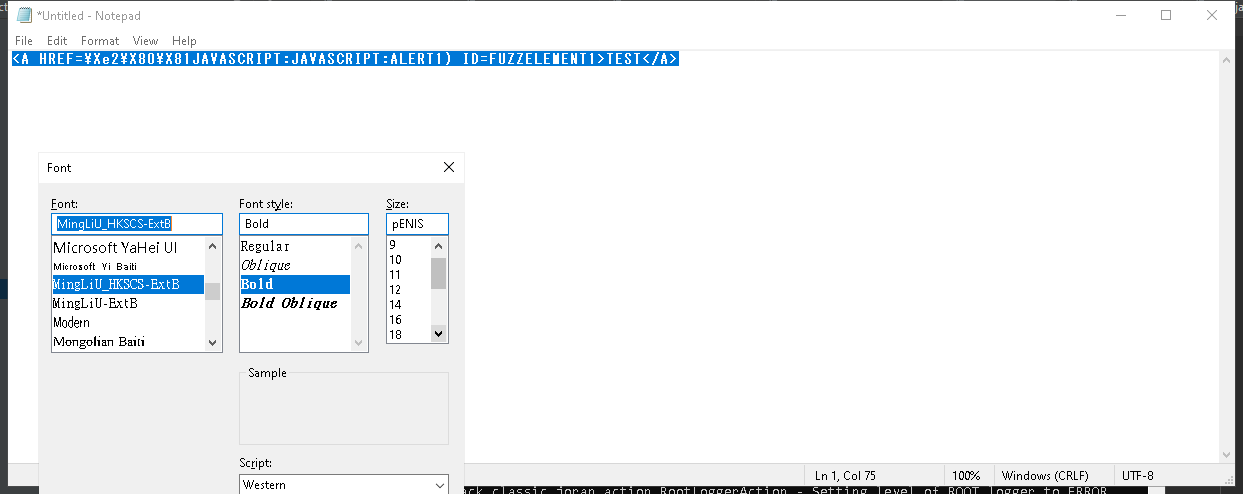 *Untitled - Notepad
File Edit Format View Help
<A HREF=¥Xe2¥X80¥X81JAVASCRIPT:JAVASCRIPT:ALERT1) ID=FUZZELEMENT1>TEST</A>
Font
Font: Font style: Size:
MingLiU_HKSCS-ExtB Bold pENIS
Microsoft YaHei UI Regular 9
Microsoft Yi Baiti Oblique 10
MingLiU_HKSCS-ExtB Bold 11
MingLiU-ExtB Bold Oblique 12
Modern 14
Mongolian Baiti 16
18
Sample
Script:
Western
Ln 1, Col 75 100% Windows (CRLF) UTF-8
ack.classic.joran.action.RootLoggerAction - Setting level of ROOT logger to ERROR